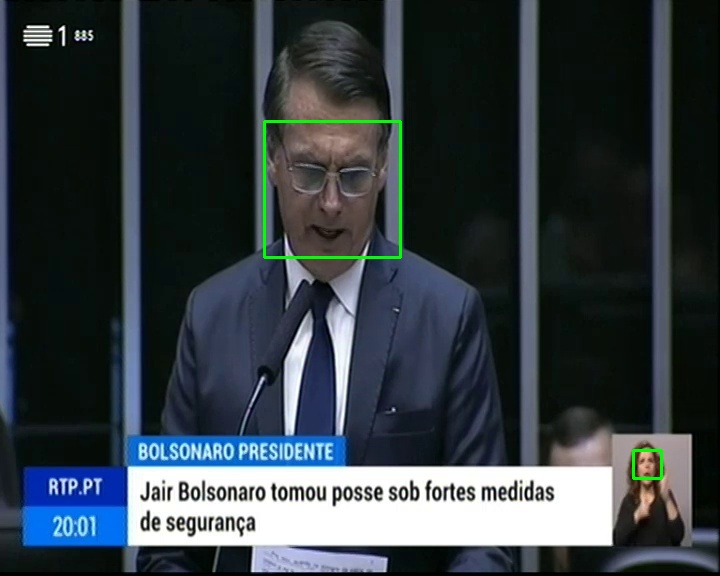 1 885
BOLSONARO PRESIDENTE
RTP.PT
Jair Bolsonaro tomou posse sob fortes medidas
de segurança
20:01